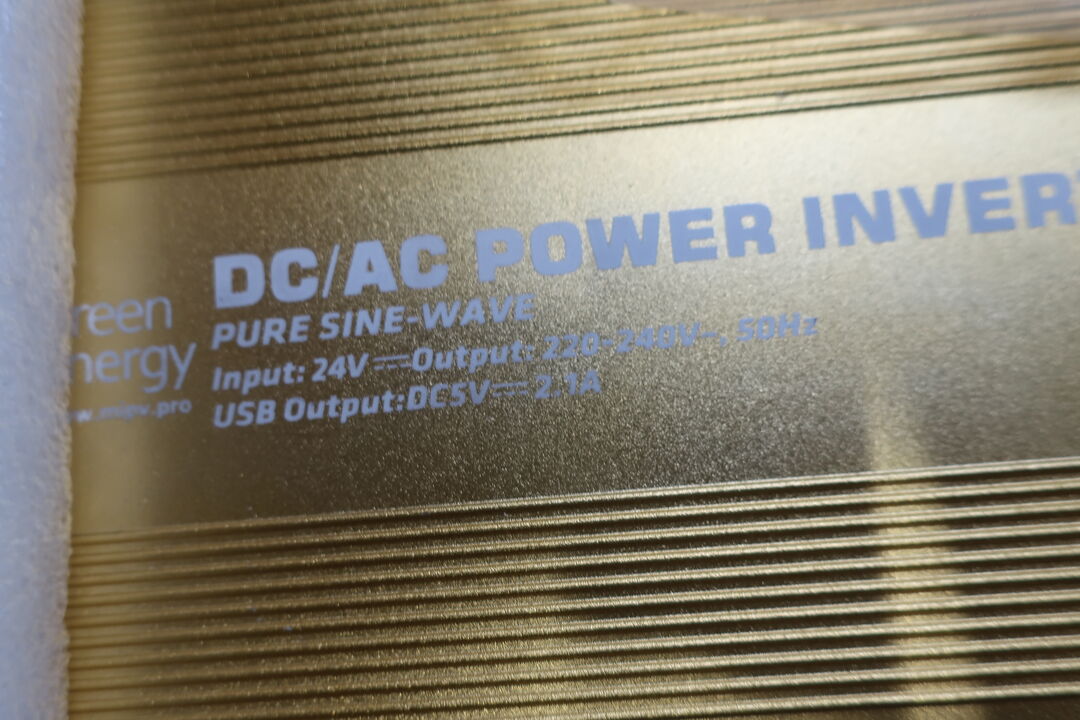 DC/AC POWER INVER
PURE SINE-WAVE
Input: 24V⎓Output: 220-240V~, 50Hz
USB Output:DC5V⎓ 2.1A
reen
nergy